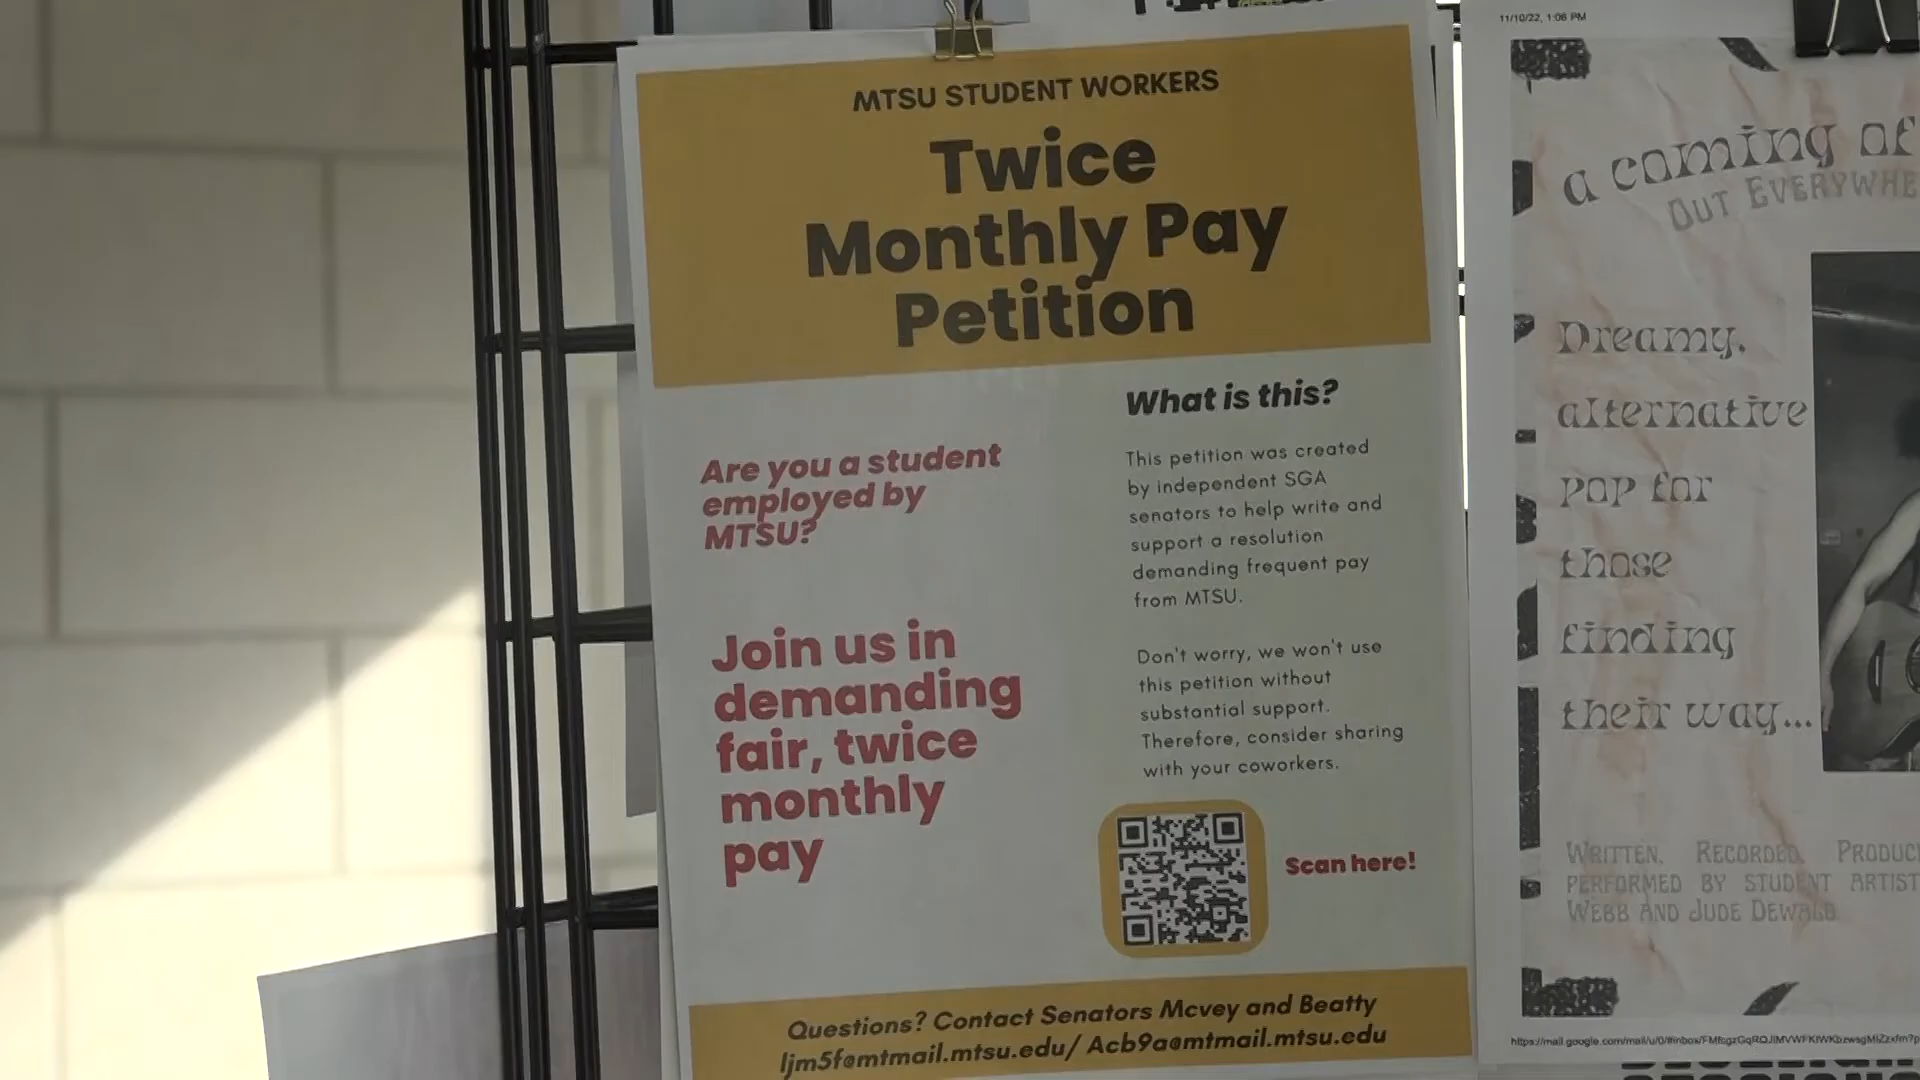 MTSU STUDENT WORKERS
Twice
Monthly Pay
Petition
Are you a student
employed by
MTSU?
Join us in
demanding
fair, twice
monthly
pay
What is this?
This petition was created
by independent SGA
senators to help write and
support a resolution
demanding frequent pay
from MTSU.
Don't worry, we won't use
this petition without
substantial support.
Therefore, consider sharing
with your coworkers.
Scan here!
Questions? Contact Senators Mcvey and Beatty
ljm5f@mtmail.mtsu.edu/ Acb9a@mtmail.mtsu.edu
11/10/22, 1:06 PM
a coming of
OUT EVERYWHE
Dreamy,
alternative
pop for
those
finding
their way...
WRITTEN, RECORDED, PRODUC
PERFORMED BY STUDENT ARTIST
WEBB AND JUDE DEWALD